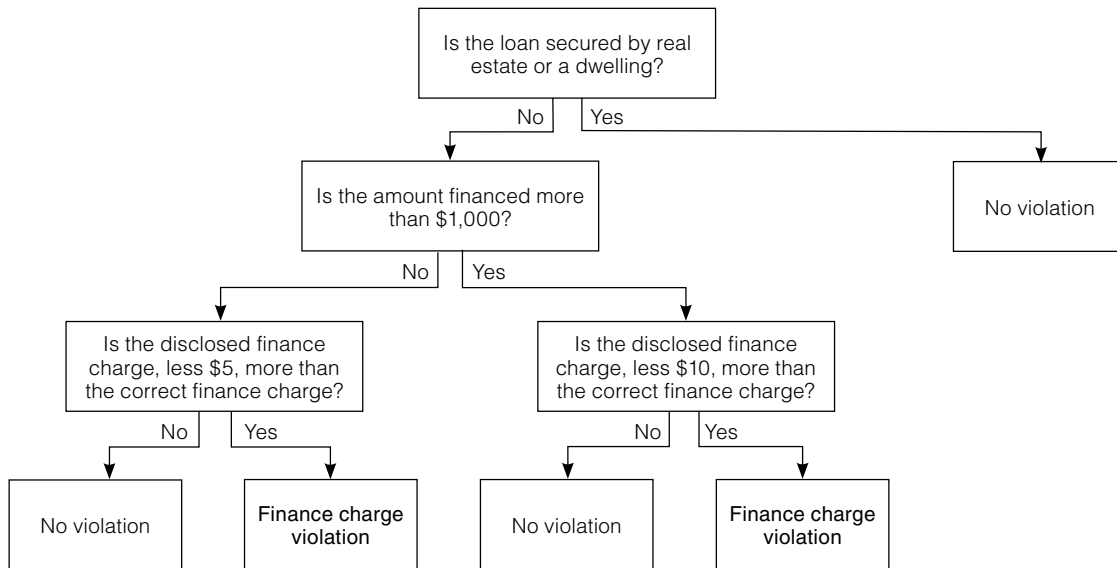 Is the loan secured by real
estate or a dwelling?
No
Yes
Is the amount financed more
than $1,000?
No violation
No
Yes
Is the disclosed finance
charge, less $5, more than
the correct finance charge?
Is the disclosed finance
charge, less $10, more than
the correct finance charge?
No
Yes
No
Yes
No violation
Finance charge
violation
No violation
Finance charge
violation